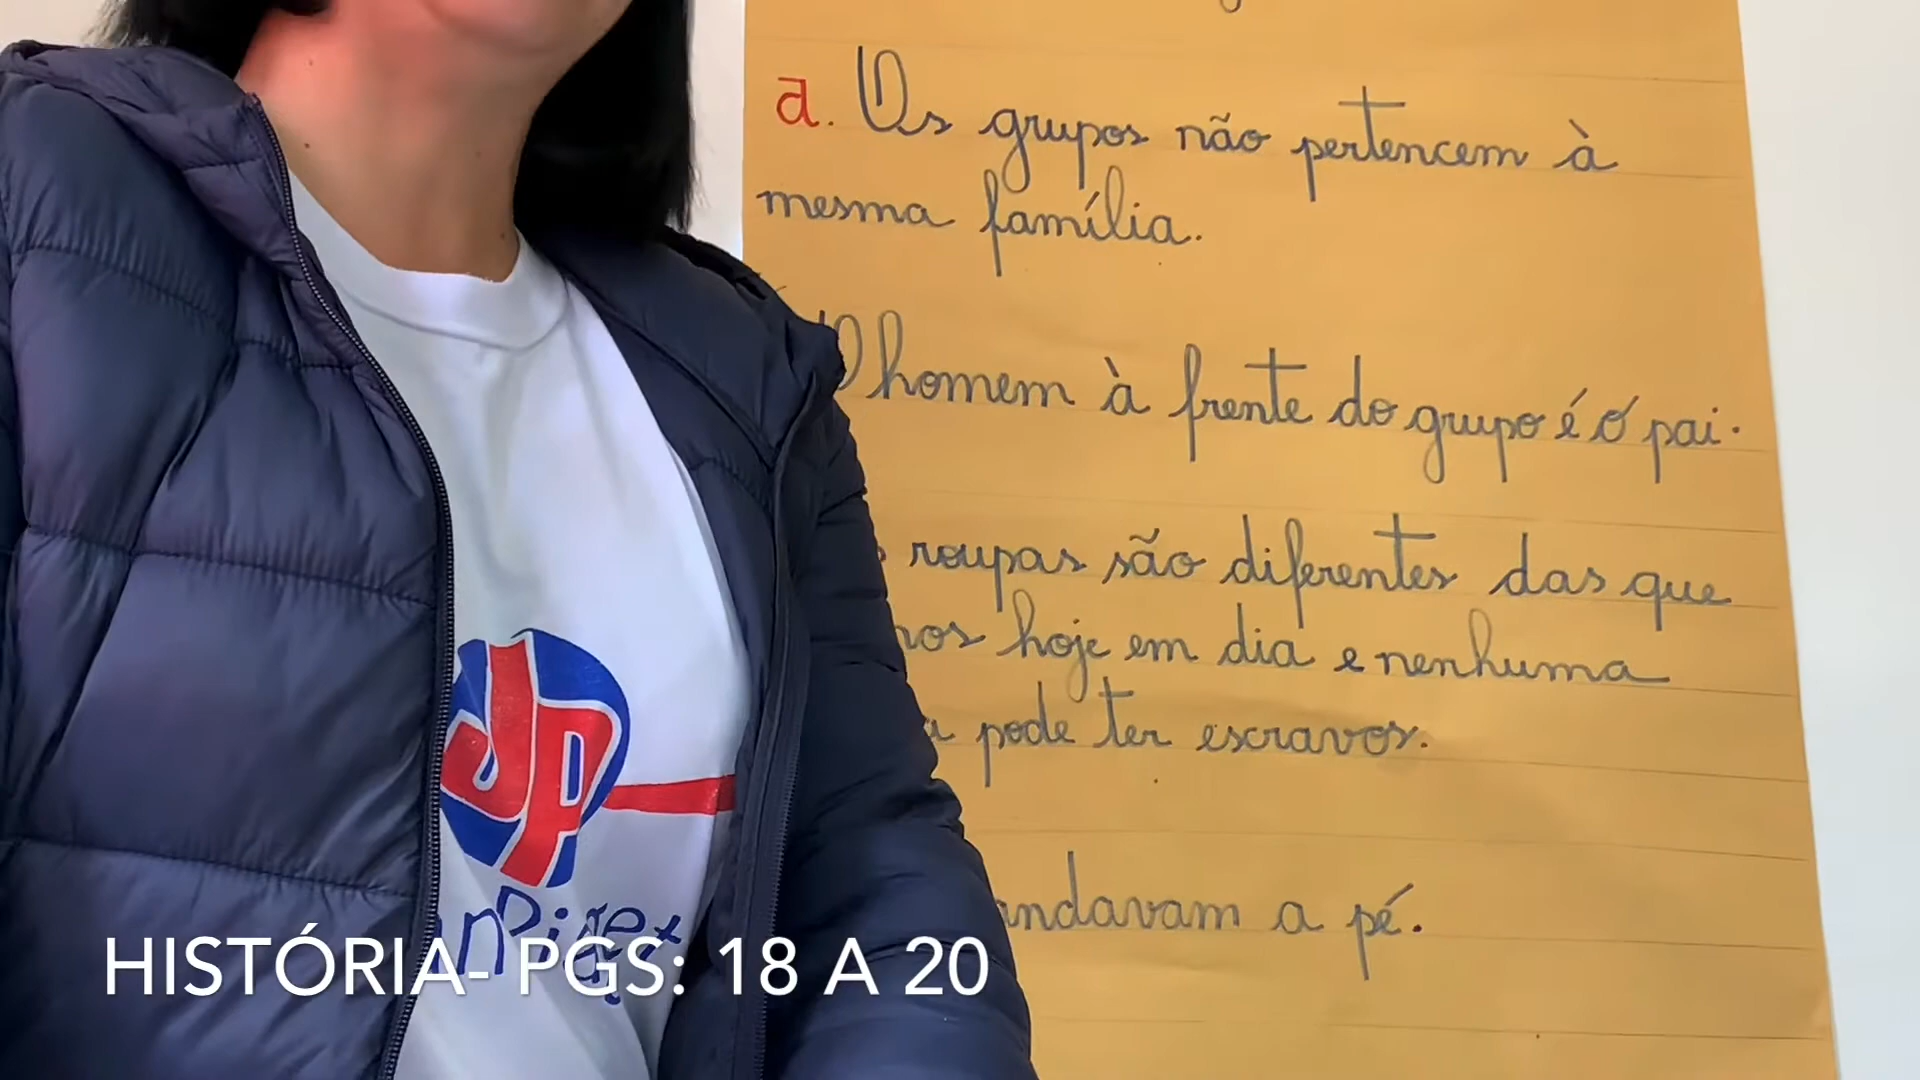 a. Os grupos não pertencem à
mesma família.
O homem à frente do grupo é o pai.
roupas são diferentes das que
hoje em dia e nenhuma
pode ter escravos.
andavam a pé.
JP
HISTÓRIA- PGS: 18 A 20